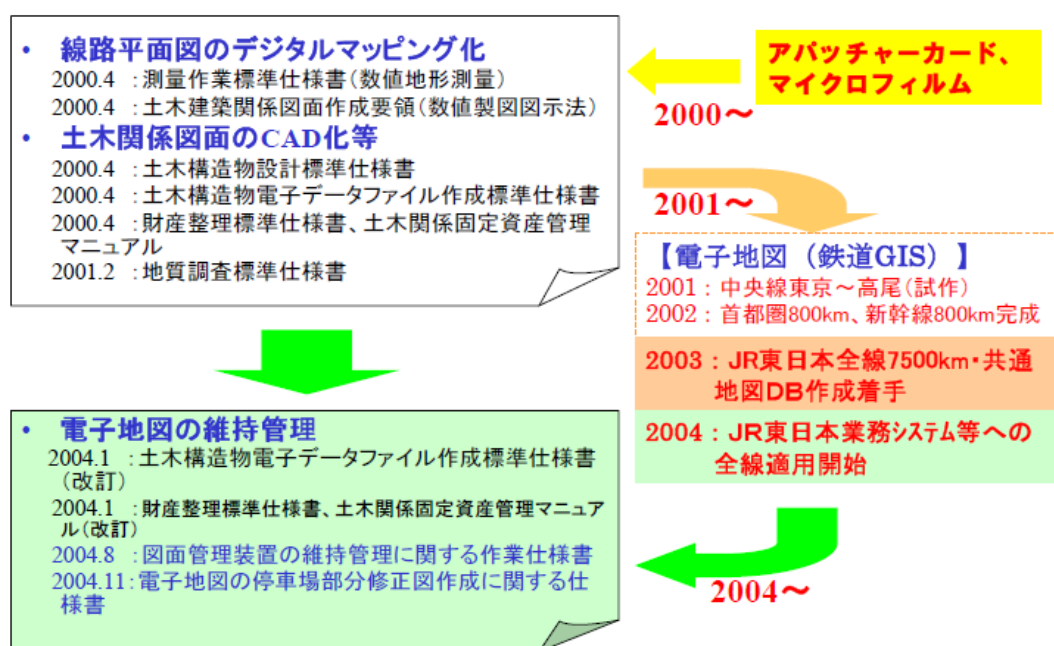 ・ 線路平面図のデジタルマッピング化
2000.4 ：測量作業標準仕様書（数値地形測量）
2000.4 ：土木建築関係図面作成要領（数値製図図示法）
・ 土木関係図面のCAD化等
2000.4 ：土木構造物設計標準仕様書
2000.4 ：土木構造物電子データファイル作成標準仕様書
2000.4 ：財産整理標準仕様書、土木関係固定資産管理
マニュアル
2001.2 ：地質調査標準仕様書
アパッチャーカード、
マイクロフィルム
2000～
2001～
【電子地図（鉄道GIS）】
2001：中央線東京～高尾（試作）
2002：首都圏800km、新幹線800km完成
2003：JR東日本全線7500km・共通
地図DB作成着手
2004：JR東日本業務システム等への
全線適用開始
2004～
・ 電子地図の維持管理
2004.1 ：土木構造物電子データファイル作成標準仕様書
（改訂）
2004.1 ：財産整理標準仕様書、土木関係固定資産管理マニュア
ル（改訂）
2004.8 ：図面管理装置の維持管理に関する作業仕様書
2004.11：電子地図の停車場部分修正図作成に関する仕
様書